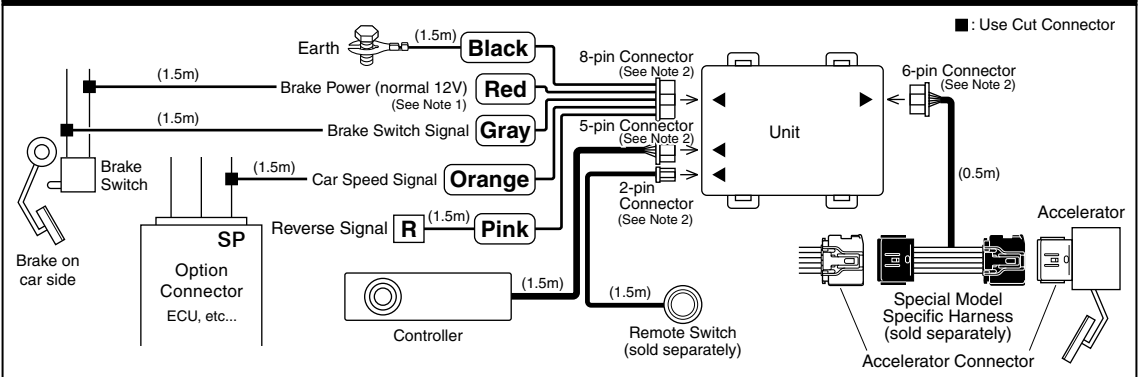 ■ : Use Cut Connector
Earth
(1.5m)
Black
8-pin Connector
(See Note 2)
6-pin Connector
(See Note 2)
(1.5m)
Brake Power (normal 12V)
(See Note 1)
Red
(1.5m)
Brake Switch Signal
Gray
5-pin Connector
(See Note 2)
Unit
Brake
Switch
(1.5m)
Car Speed Signal
Orange
2-pin
Connector
(See Note 2)
(0.5m)
Reverse Signal
R
(1.5m)
Pink
Accelerator
SP
Option
Connector
ECU, etc...
Brake on
car side
(1.5m)
Controller
(1.5m)
Remote Switch
(sold separately)
Special Model
Specific Harness
(sold separately)
Accelerator Connector